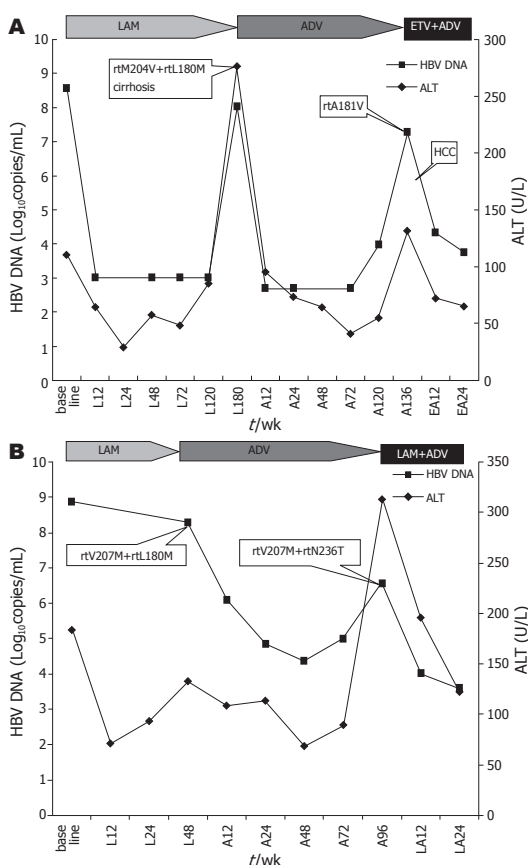 A
LAM
ADV
ETV+ADV
10
9
8
7
6
5
4
3
2
1
0
HBV DNA (Log10copies/mL)
300
250
200
150
100
50
0
ALT (U/L)
rtM204V+rtL180M
cirrhosis
HBV DNA
ALT
rtA181V
HCC
base line
L12
L24
L48
L72
L120
L180
A12
A24
A48
A72
A120
A136
EA12
EA24
t/wk
B
LAM
ADV
LAM+ADV
10
9
8
7
6
5
4
3
2
1
0
HBV DNA (Log10copies/mL)
350
300
250
200
150
100
50
0
ALT (U/L)
HBV DNA
ALT
rtV207M+rtL180M
rtV207M+rtN236T
base line
L12
L24
L48
A12
A24
A48
A72
A96
LA12
LA24
t/wk